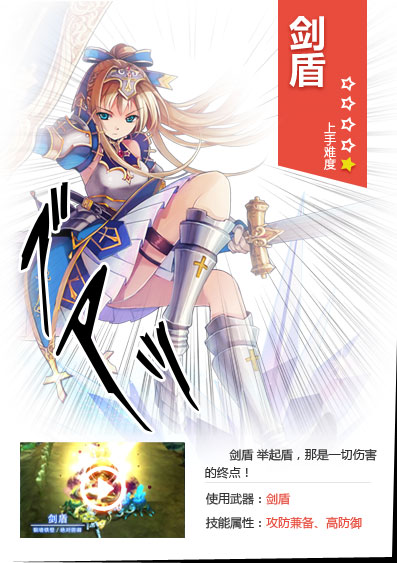 剑盾
上手难度
ブアッ
剑盾 举起盾，那是一切伤害
的终点！
使用武器：剑盾
技能属性：攻防兼备、高防御
剑盾